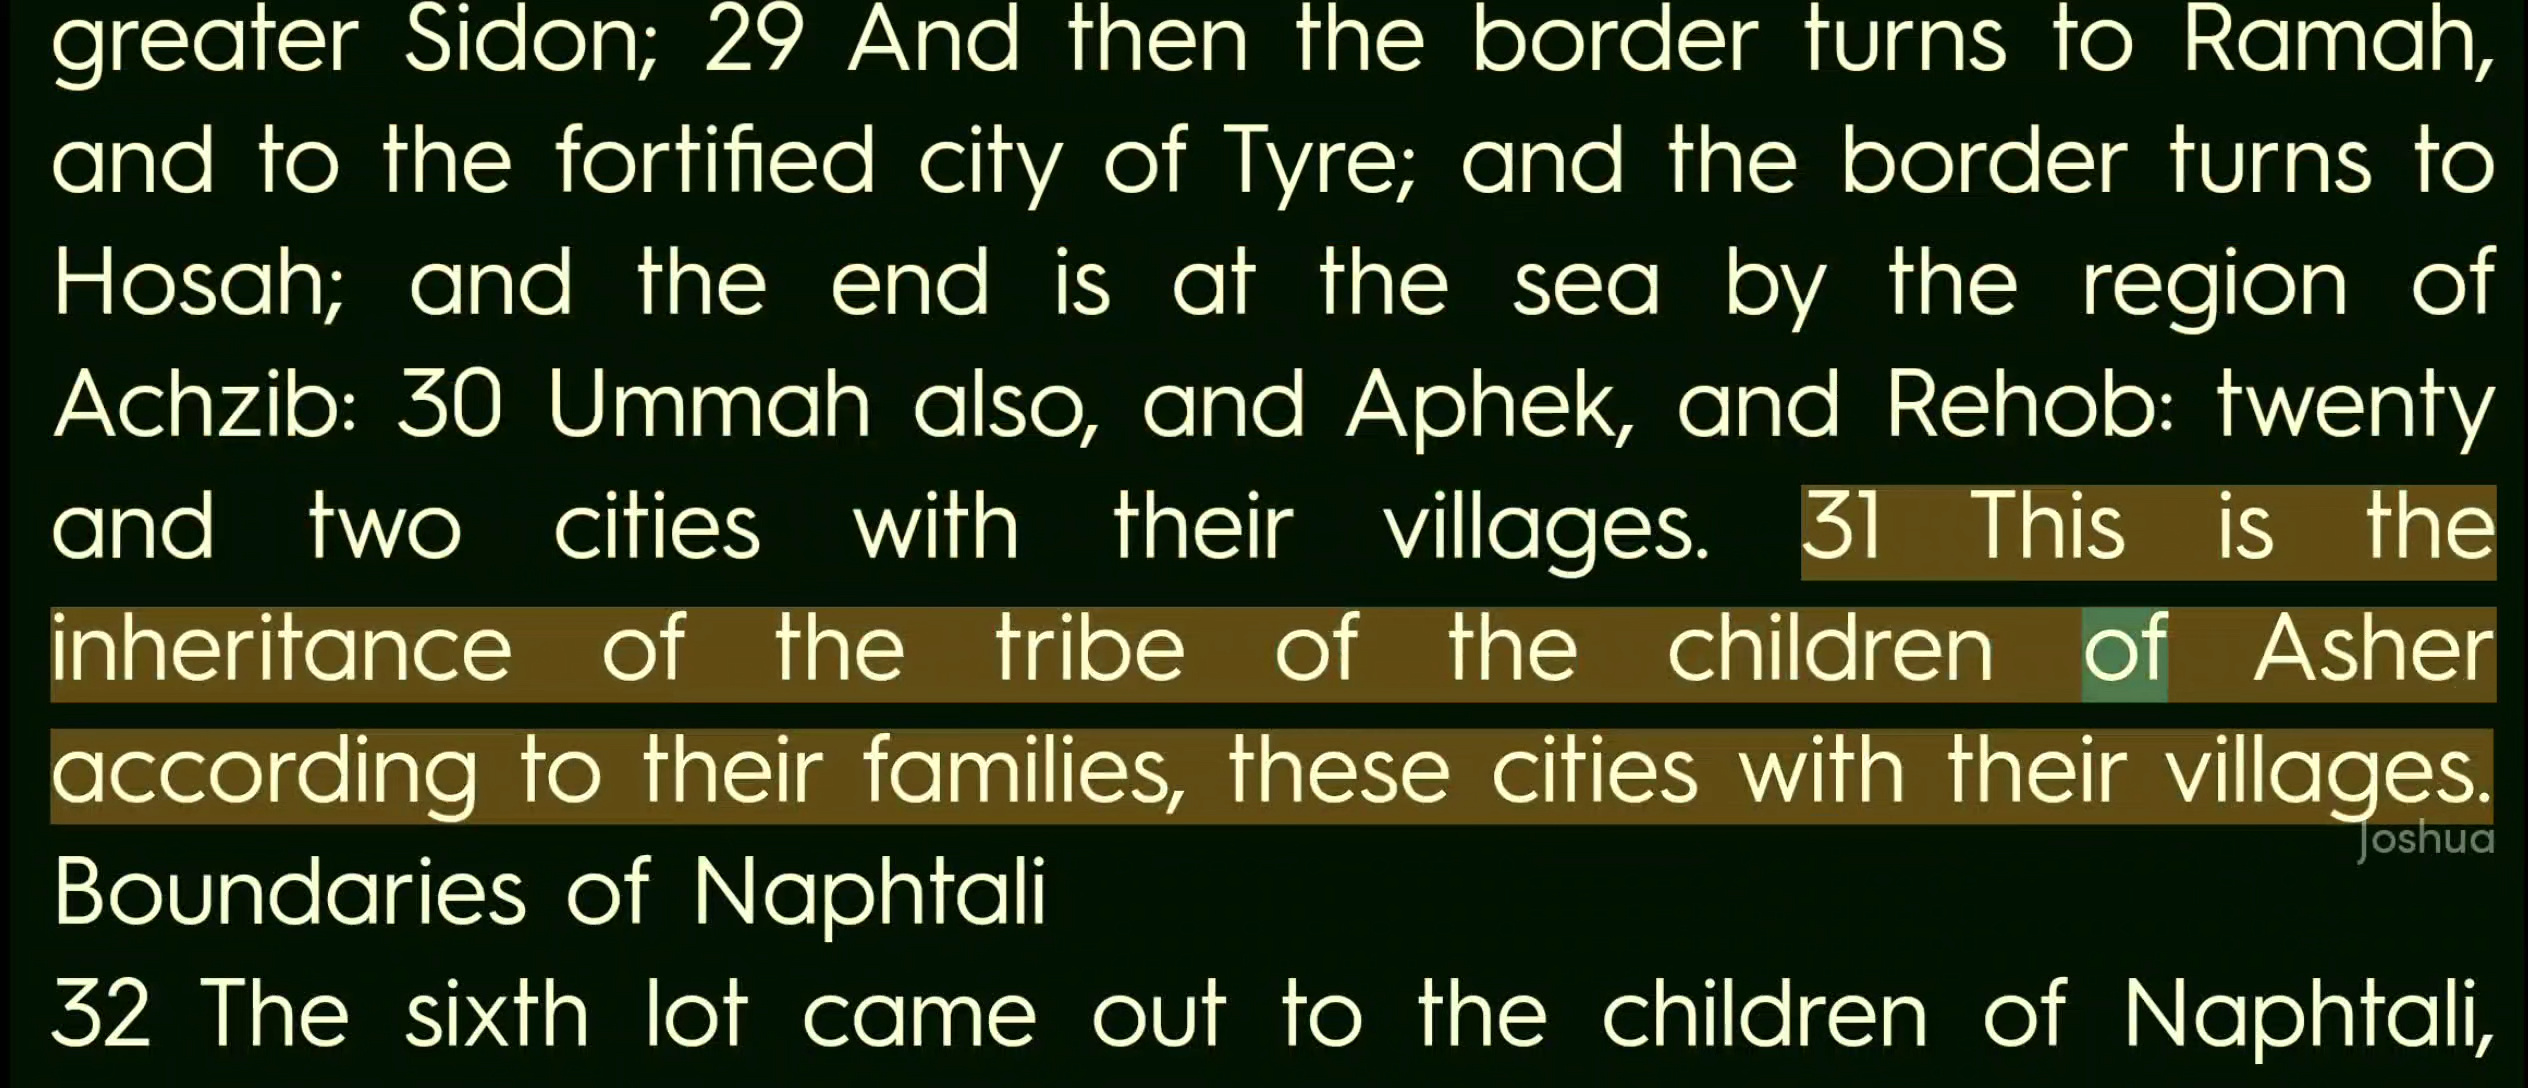 greater Sidon; 29 And then the border turns to Ramah,
and to the fortified city of Tyre; and the border turns to
Hosah; and the end is at the sea by the region of
Achzib: 30 Ummah also, and Aphek, and Rehob: twenty
and two cities with their villages. 31 This is the
inheritance of the tribe of the children of Asher
according to their families, these cities with their villages.
Joshua
Boundaries of Naphtali
32 The sixth lot came out to the children of Naphtali,